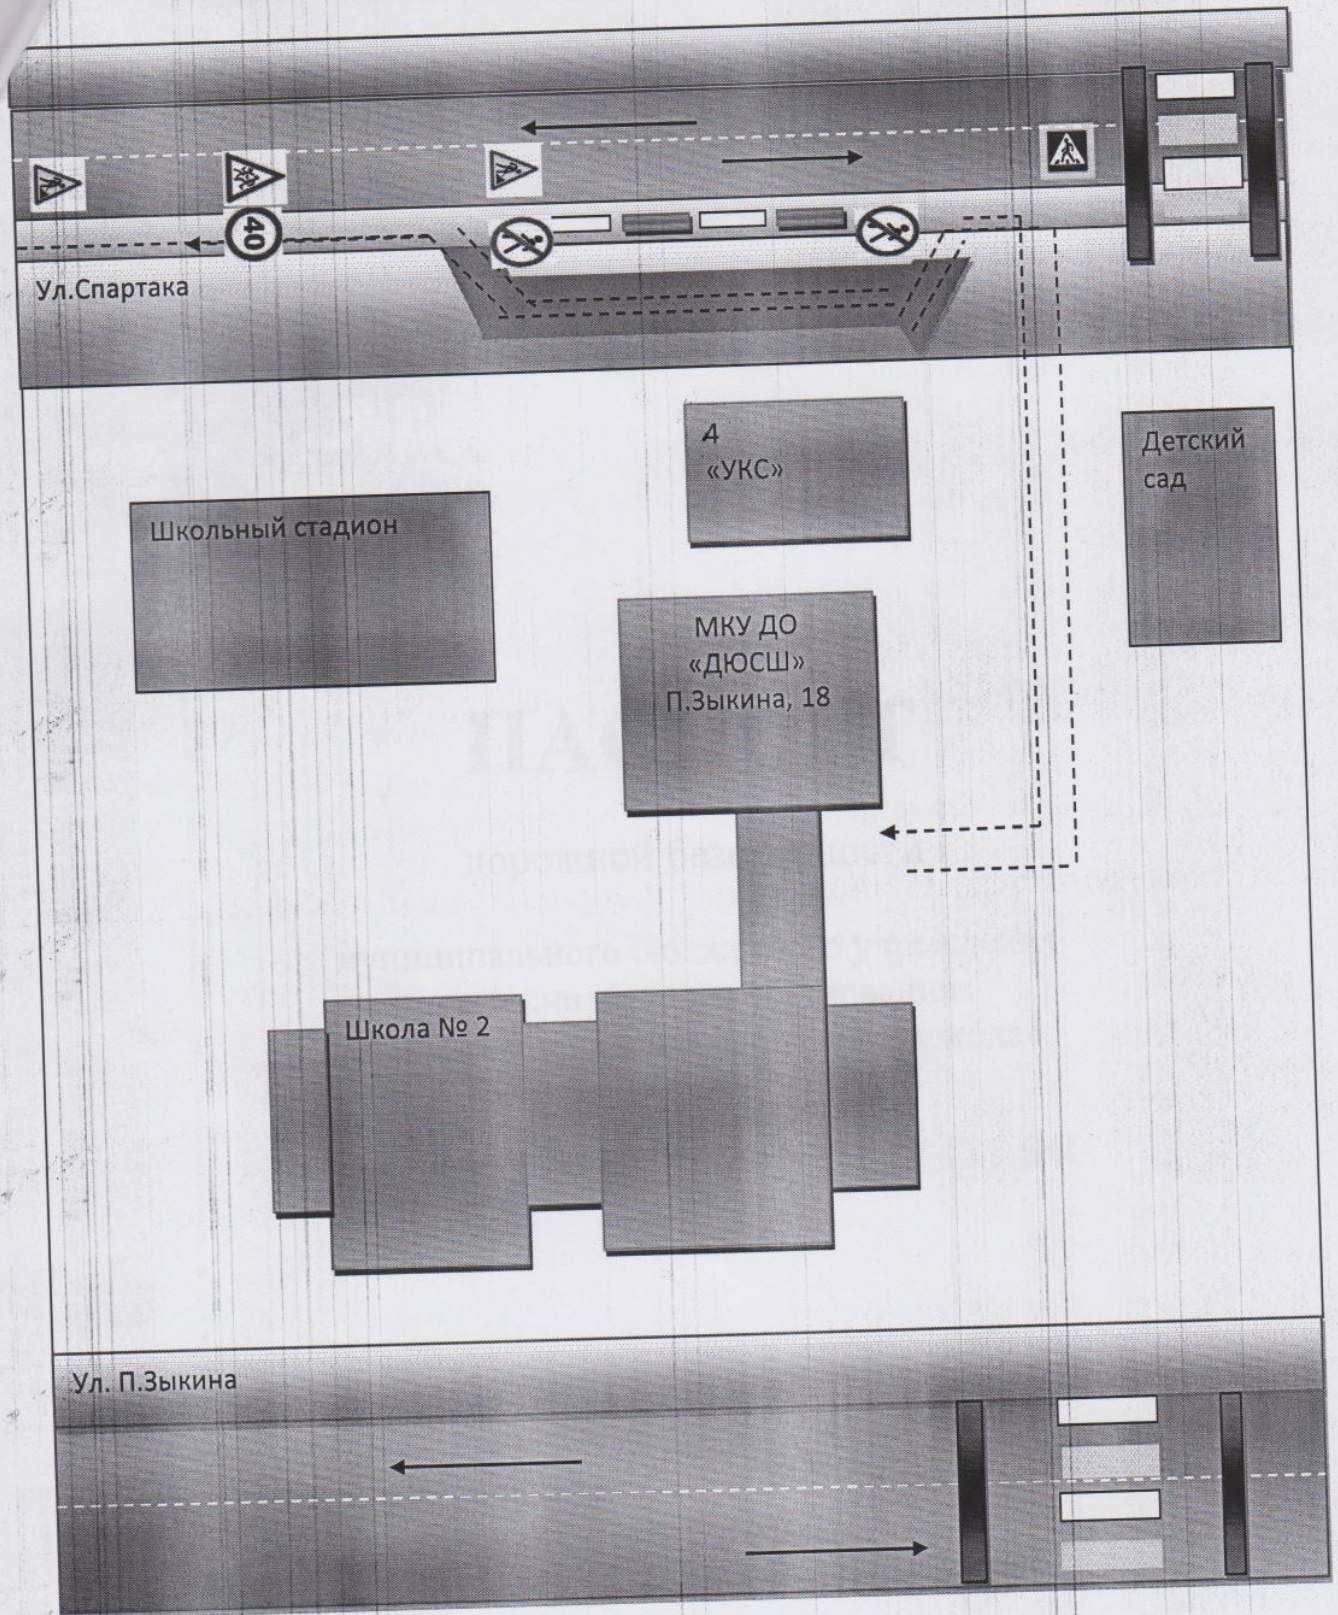 40
Ул.Спартака
4
«УКС»
Детский
сад
Школьный стадион
МКУ ДО
«ДЮСШ»
П.Зыкина, 18
Школа № 2
Ул. П.Зыкина